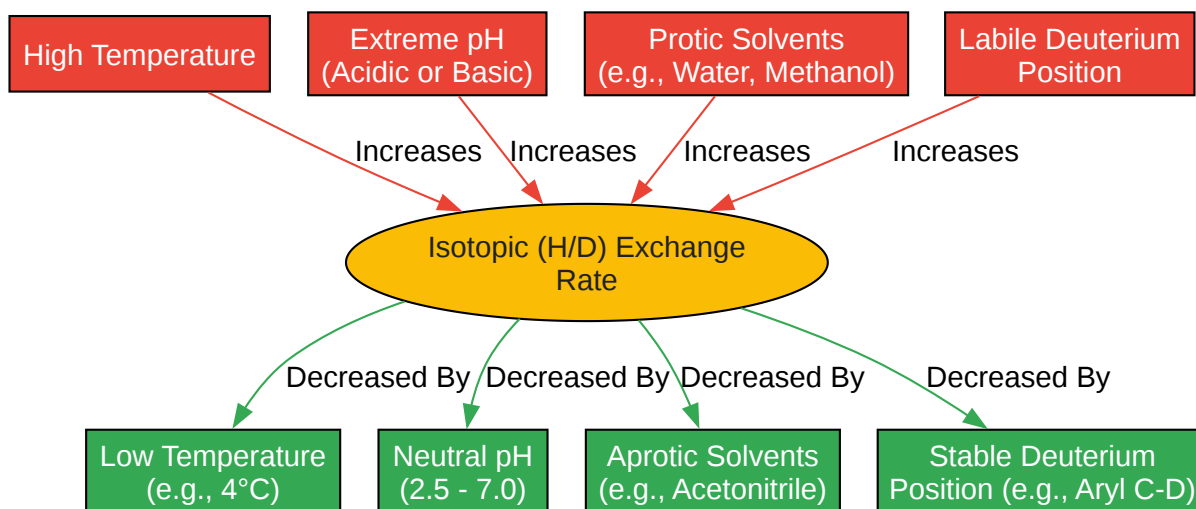 High Temperature
Extreme pH
(Acidic or Basic)
Protic Solvents
(e.g., Water, Methanol)
Labile Deuterium
Position
Increases
Increases
Increases
Increases
Isotopic (H/D) Exchange
Rate
Decreased By
Decreased By
Decreased By
Decreased By
Low Temperature
(e.g., 4°C)
Neutral pH
(2.5 - 7.0)
Aprotic Solvents
(e.g., Acetonitrile)
Stable Deuterium
Position (e.g., Aryl C-D)